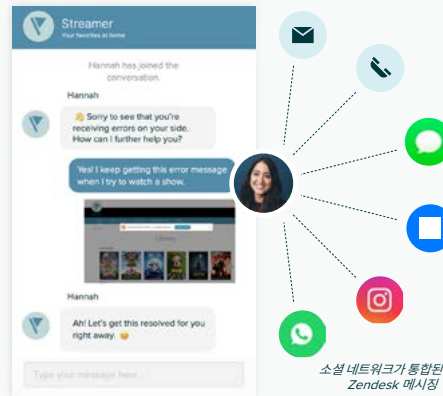 Streamer
Your favorites at home
Hannah has joined the
conversation.
Hannah
👋 Sorry to see that you're
receiving errors on your side.
How can I further help you?
Yes! I keep getting this error message
when I try to watch a show.
Library
Hannah
Ah! Let's get this resolved for you
right away. 😄
Type your message here...
소셜 네트워크가 통합된
Zendesk 메시징